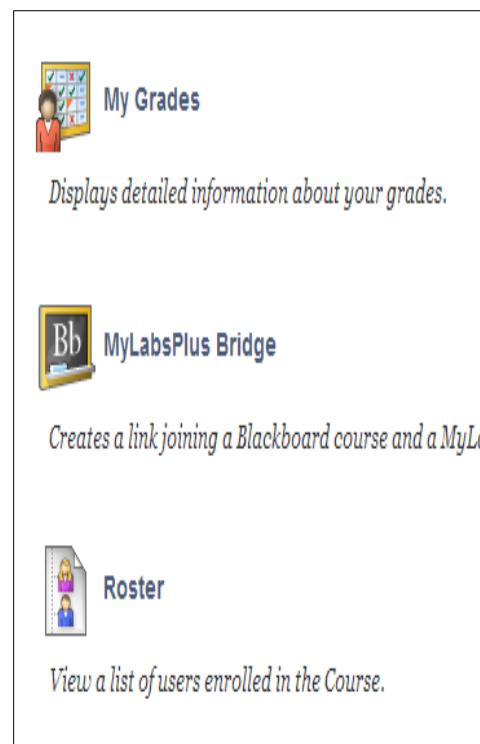 My Grades
Displays detailed information about your grades.
Bb
MyLabsPlus Bridge
Creates a link joining a Blackboard course and a
Roster
View a list of users enrolled in the Course.